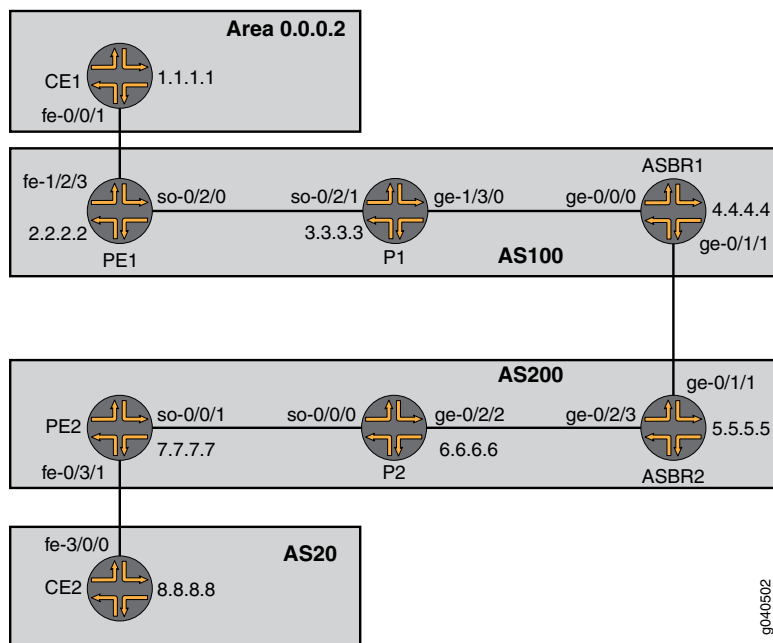 Area 0.0.0.2
CE1
1.1.1.1
fe-0/0/1
ASBR1
fe-1/2/3
so-0/2/0
so-0/2/1
ge-1/3/0
ge-0/0/0
4.4.4.4
2.2.2.2
3.3.3.3
ge-0/1/1
PE1
P1
AS100
AS200
ge-0/1/1
so-0/0/1
so-0/0/0
ge-0/2/2
ge-0/2/3
PE2
5.5.5.5
7.7.7.7
6.6.6.6
fe-0/3/1
P2
ASBR2
fe-3/0/0
AS20
CE2
8.8.8.8
g040502